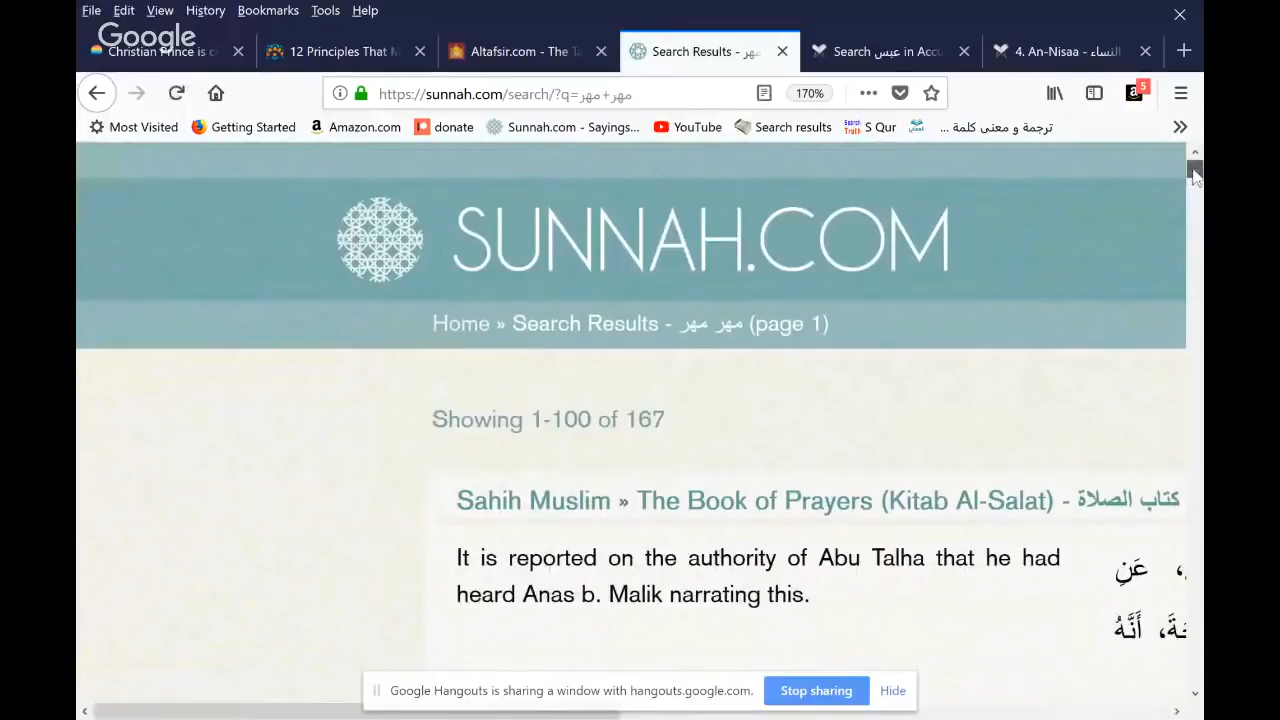 File Edit View History Bookmarks Tools Help
Google
Christian Prince is c
12 Principles That M
Altafsir.com - The Ta
Search Results - مهر
Search عبس in Accu
4. An-Nisaa - النساء
https://sunnah.com/search/?q=مهر+مهر
170%
5
Most Visited Getting Started Amazon.com donate Sunnah.com - Sayings... YouTube Search results S Qur ترجمة و معنى كلمة ...
SUNNAH.COM
Home » Search Results - مهر مهر (page 1)
Showing 1-100 of 167
Sahih Muslim » The Book of Prayers (Kitab Al-Salat) - كتاب الصلاة
It is reported on the authority of Abu Talha that he had
heard Anas b. Malik narrating this.
عَنِ
أَنَّهُ
Google Hangouts is sharing a window with hangouts.google.com. Stop sharing Hide